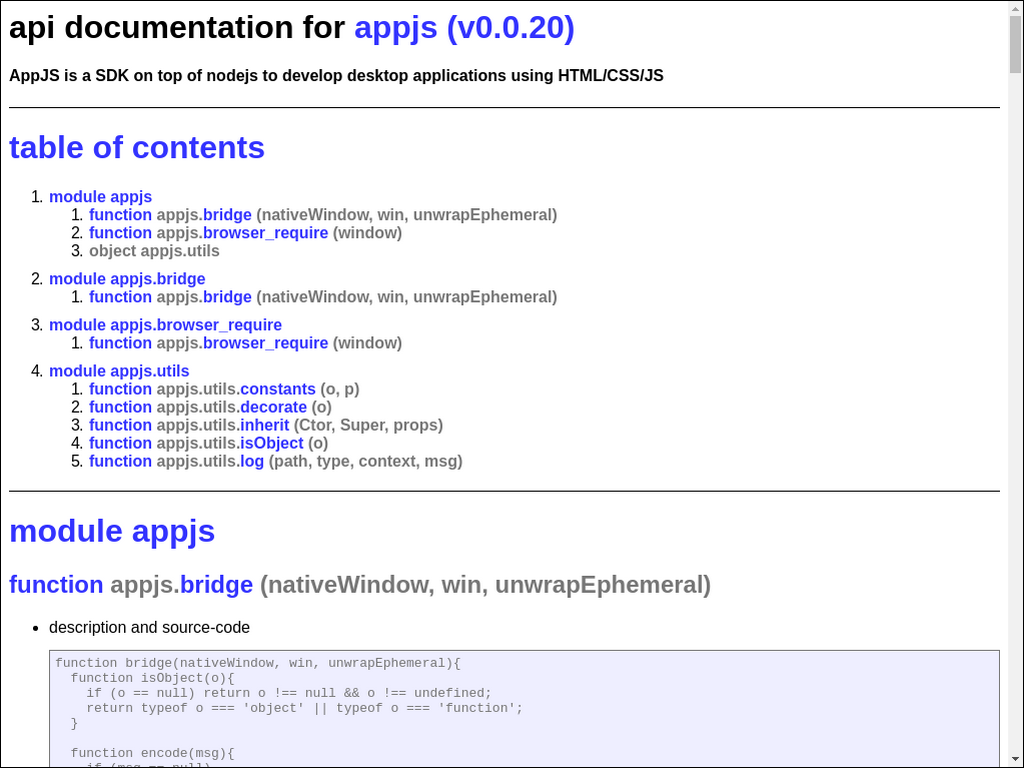 api documentation for appjs (v0.0.20)
AppJS is a SDK on top of nodejs to develop desktop applications using HTML/CSS/JS
table of contents
1. module appjs
1. function appjs.bridge (nativeWindow, win, unwrapEphemeral)
2. function appjs.browser_require (window)
3. object appjs.utils
2. module appjs.bridge
1. function appjs.bridge (nativeWindow, win, unwrapEphemeral)
3. module appjs.browser_require
1. function appjs.browser_require (window)
4. module appjs.utils
1. function appjs.utils.constants (o, p)
2. function appjs.utils.decorate (o)
3. function appjs.utils.inherit (Ctor, Super, props)
4. function appjs.utils.isObject (o)
5. function appjs.utils.log (path, type, context, msg)
module appjs
function appjs.bridge (nativeWindow, win, unwrapEphemeral)
• description and source-code
function bridge(nativeWindow, win, unwrapEphemeral){
  function isObject(o){
    if (o == null) return o !== null && o !== undefined;
    return typeof o === 'object' || typeof o === 'function';
  }
  function encode(msg){
    if (msg == null)